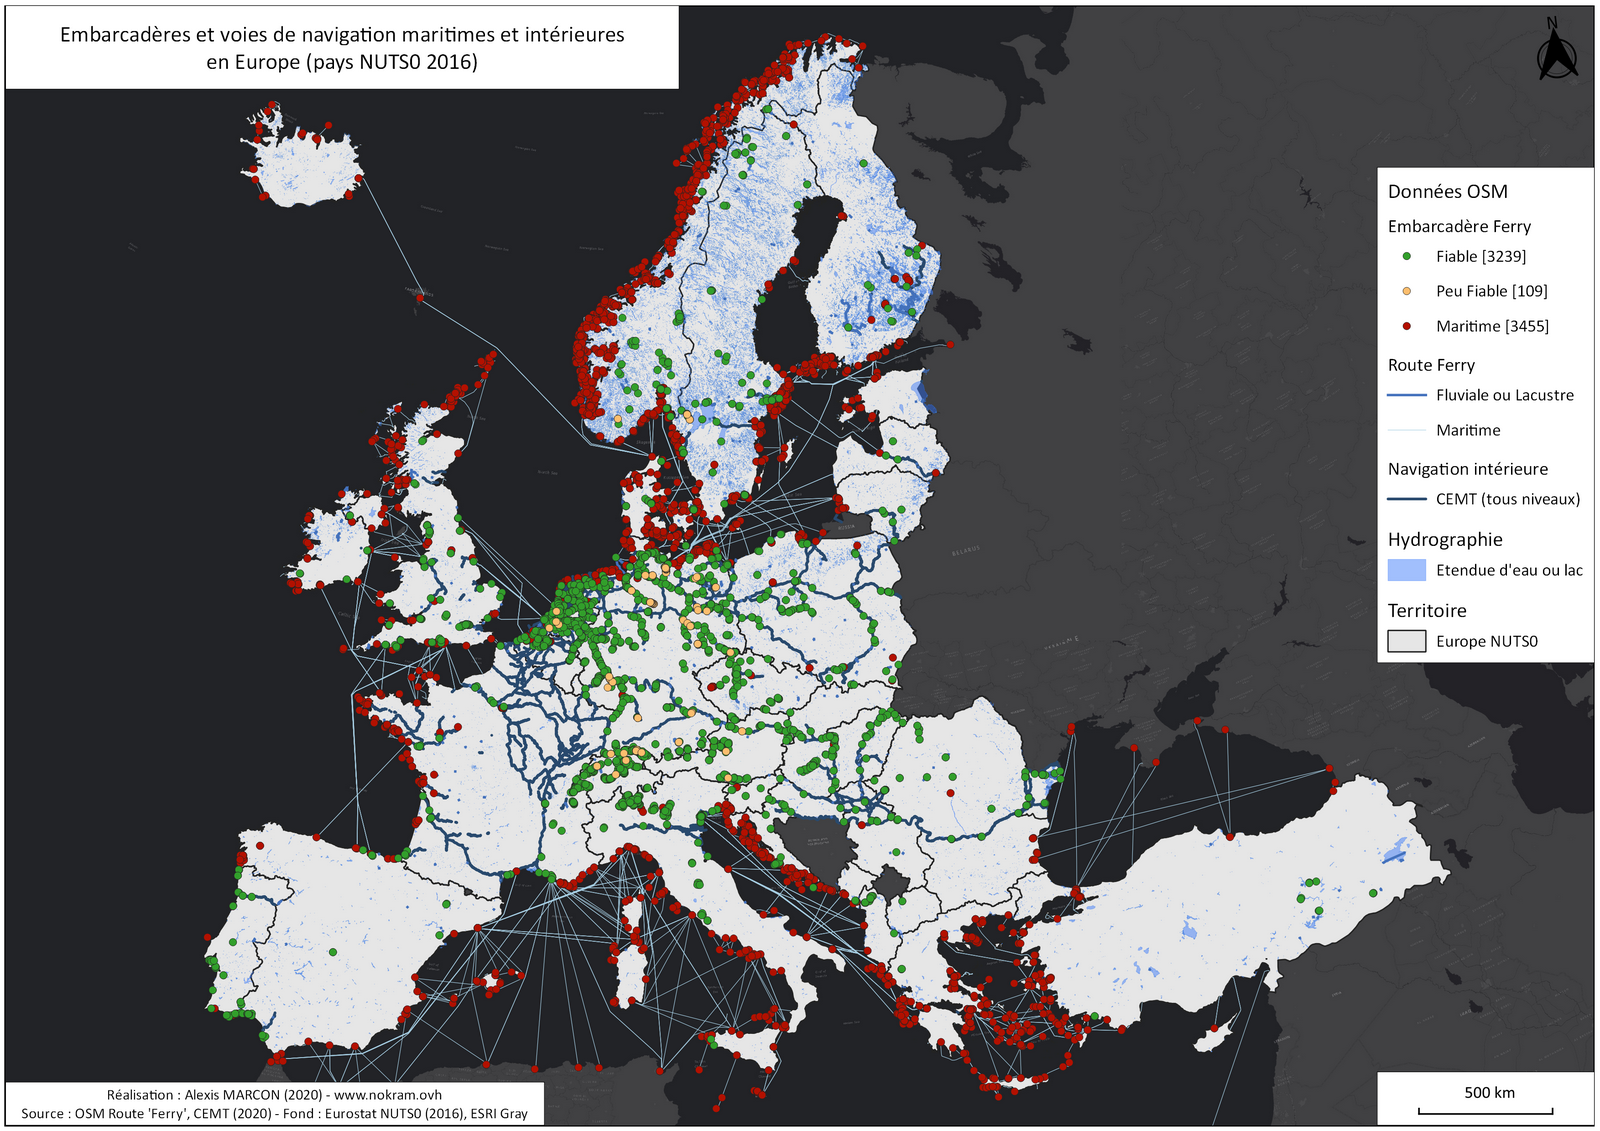 Embarcadères et voies de navigation maritimes et intérieures
en Europe (pays NUTS0 2016)
N
Données OSM
Embarcadère Ferry
Fiable [3239]
Peu Fiable [109]
Maritime [3455]
Route Ferry
Fluviale ou Lacustre
Maritime
Navigation intérieure
CEMT (tous niveaux)
Hydrographie
Etendue d'eau ou lac
Territoire
Europe NUTS0
RUSSIA
BELARUS
UKRAINE
500 km
Réalisation : Alexis MARCON (2020) - www.nokram.ovh
Source : OSM Route 'Ferry', CEMT (2020) - Fond : Eurostat NUTS0 (2016), ESRI Gray